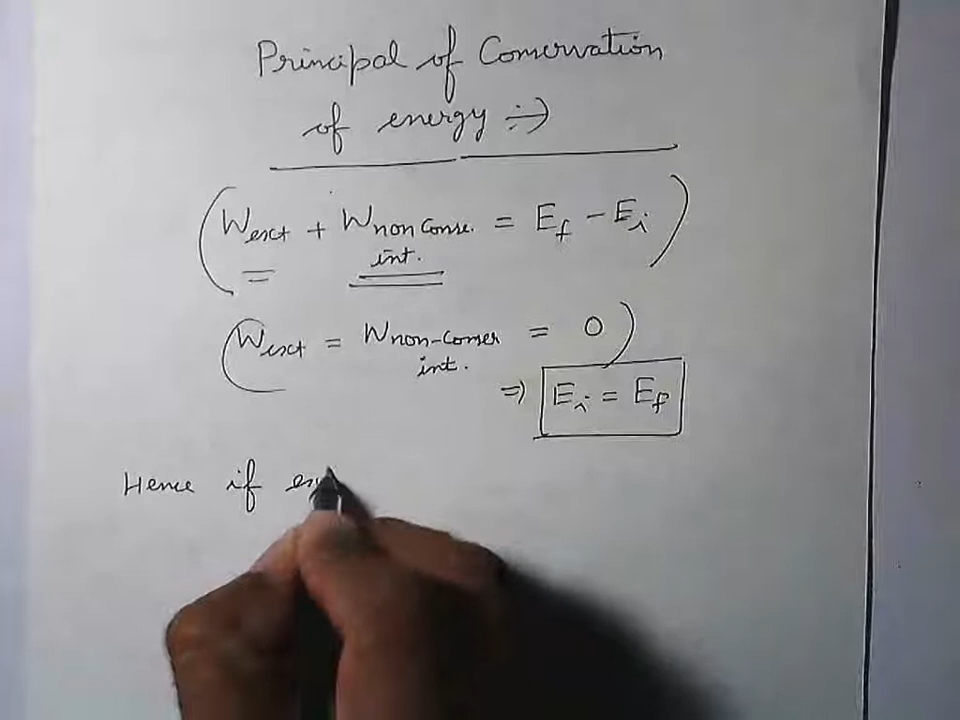 Principal of Conservation
of energy :→
(Wext + Wnon Conse. = Ef - Ei)
int.
(Wext = Wnon-conser = 0)
int.
⇒ Ei = Ef
Hence if